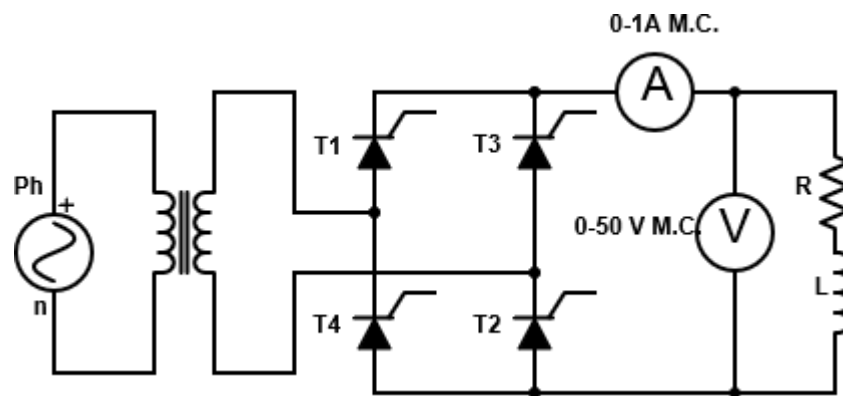 0-1A M.C.
A
T1
T3
Ph
+
R
0-50 V M.C.
V
n
T4
T2
L